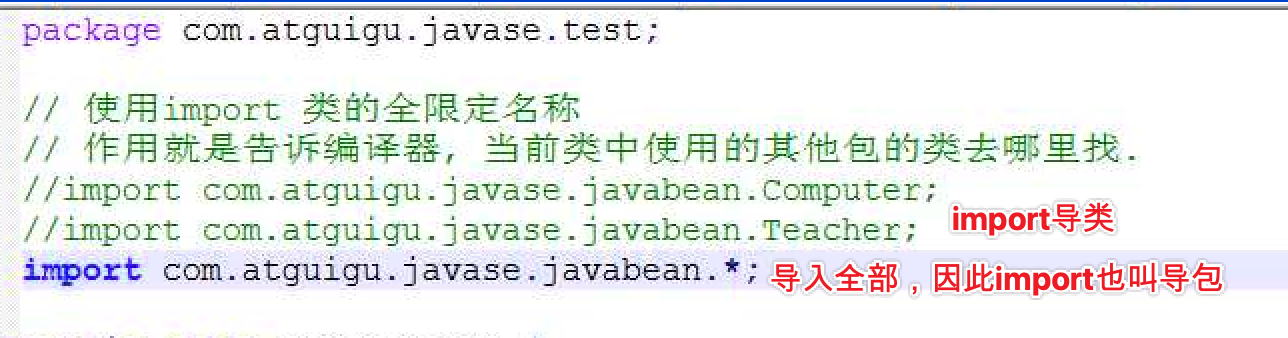 package com.atguigu.javase.test;
// 使用import 类的全限定名称
// 作用就是告诉编译器, 当前类中使用的其他包的类去哪里找.
//import com.atguigu.javase.javabean.Computer;
//import com.atguigu.javase.javabean.Teacher;
import导类
import com.atguigu.javase.javabean.*;
导入全部，因此import也叫导包